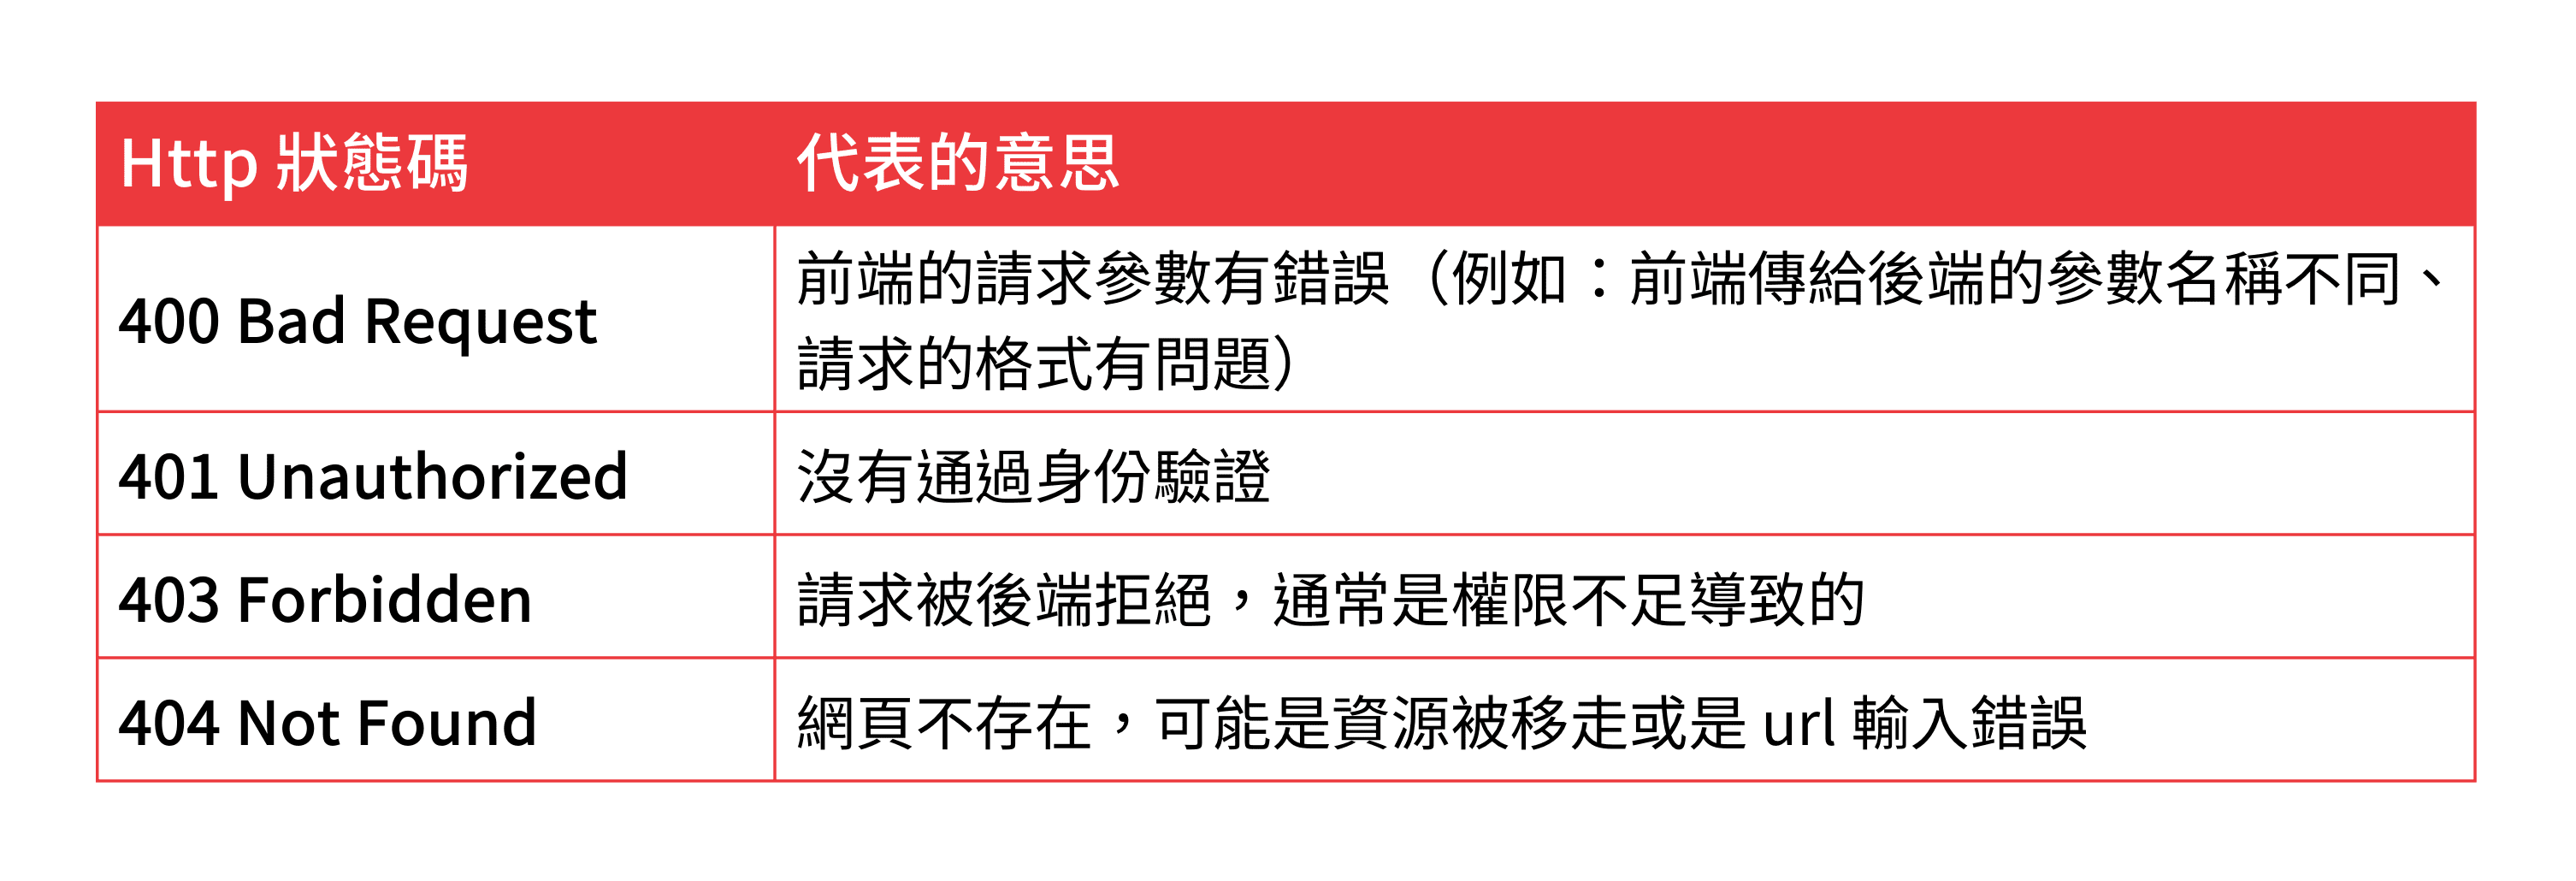 Http 狀態碼 代表的意思
400 Bad Request
前端的請求參數有錯誤（例如：前端傳給後端的參數名稱不同、
請求的格式有問題）
401 Unauthorized 沒有通過身份驗證
403 Forbidden 請求被後端拒絕，通常是權限不足導致的
404 Not Found 網頁不存在，可能是資源被移走或是 url 輸入錯誤